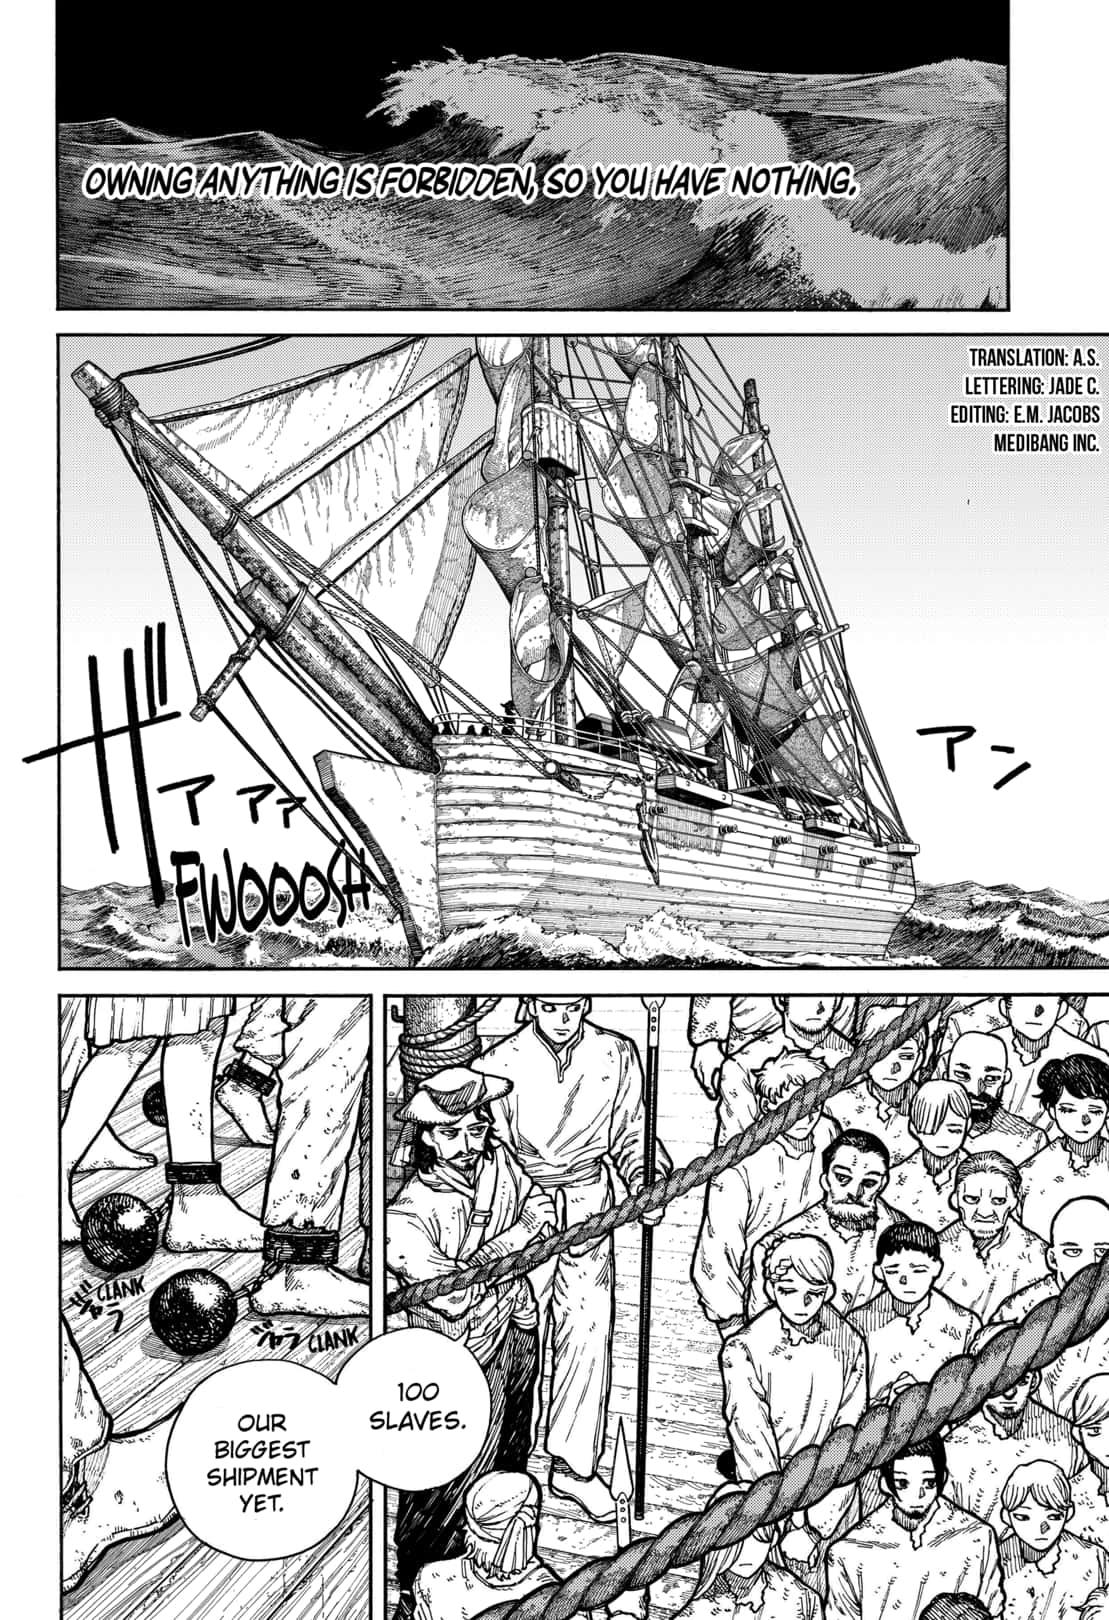 OWNING ANYTHING IS FORBIDDEN, SO YOU HAVE NOTHING.
TRANSLATION: A.S.
LETTERING: JADE C.
EDITING: E.M. JACOBS
MEDIBANG INC.
ザァァァァン
FWOOOSH
100
SLAVES.
OUR
BIGGEST
SHIPMENT
YET.
ジャラ
CLANK
ジャラ
CLANK